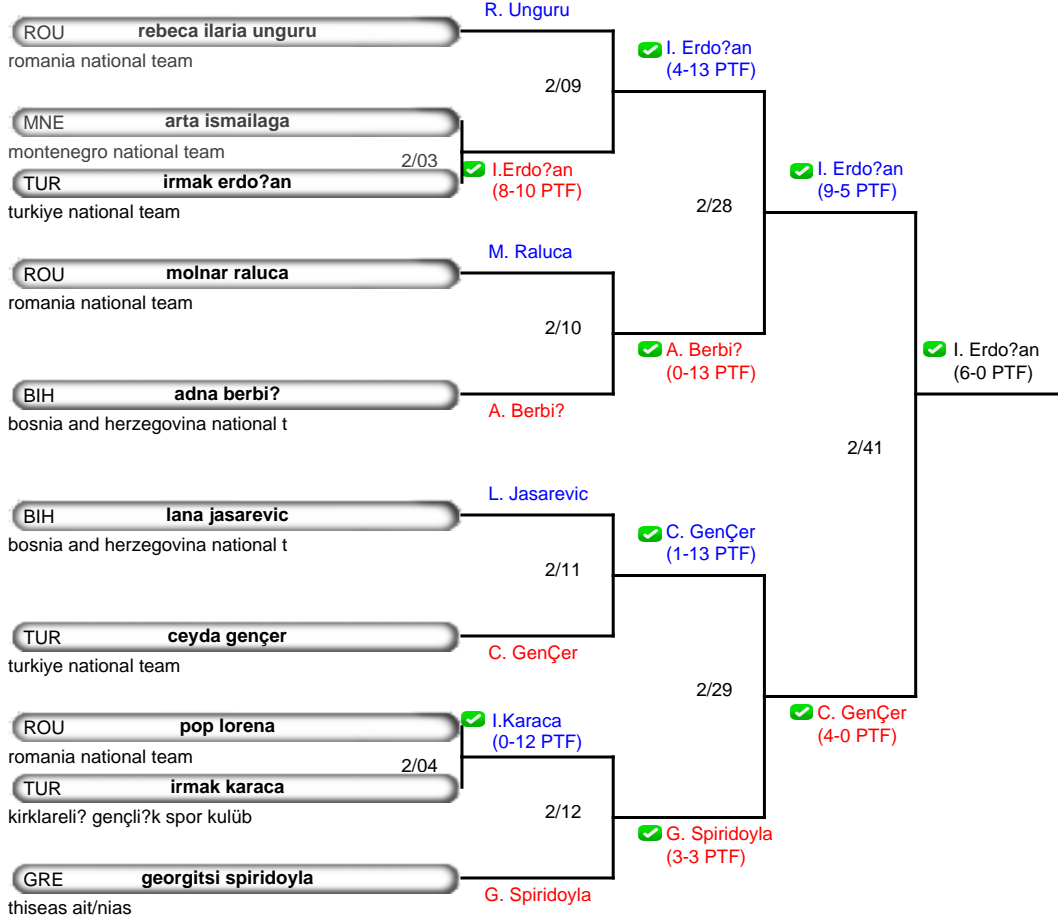 R. Unguru
ROU rebeca ilaria unguru
romania national team
I. Erdo?an
(4-13 PTF)
2/09
MNE arta ismailaga
montenegro national team
2/03
I.Erdo?an
(8-10 PTF)
TUR irmak erdo?an
turkiye national team
I. Erdo?an
(9-5 PTF)
2/28
M. Raluca
ROU molnar raluca
romania national team
2/10
A. Berbi?
(0-13 PTF)
I. Erdo?an
(6-0 PTF)
BIH adna berbi?
bosnia and herzegovina national t
A. Berbi?
2/41
L. Jasarevic
BIH lana jasarevic
bosnia and herzegovina national t
C. GenÇer
(1-13 PTF)
2/11
TUR ceyda gençer
turkiye national team
C. GenÇer
2/29
C. GenÇer
(4-0 PTF)
ROU pop lorena
romania national team
I.Karaca
(0-12 PTF)
2/04
TUR irmak karaca
kirklareli? gençli?k spor kulüb
2/12
G. Spiridoyla
(3-3 PTF)
GRE georgitsi spiridoyla
thiseas ait/nias
G. Spiridoyla